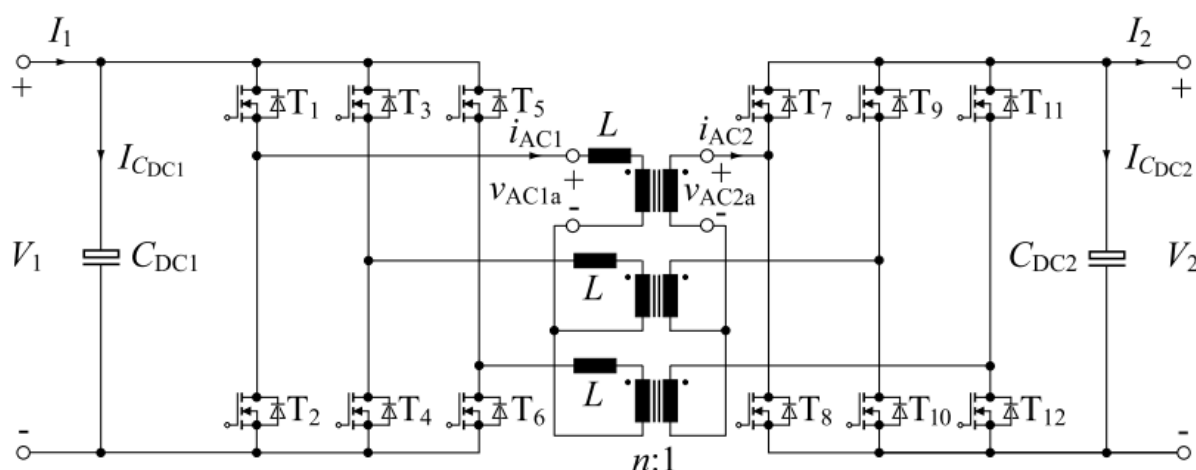 I1 I2
+ T1 T3 T5 iAC1 L iAC2 T7 T9 T11 +
ICDC1 + vAC1a - + vAC2a - ICDC2
V1 CDC1 L CDC2 V2
- T2 T4 T6 L T8 T10 T12 -
n:1